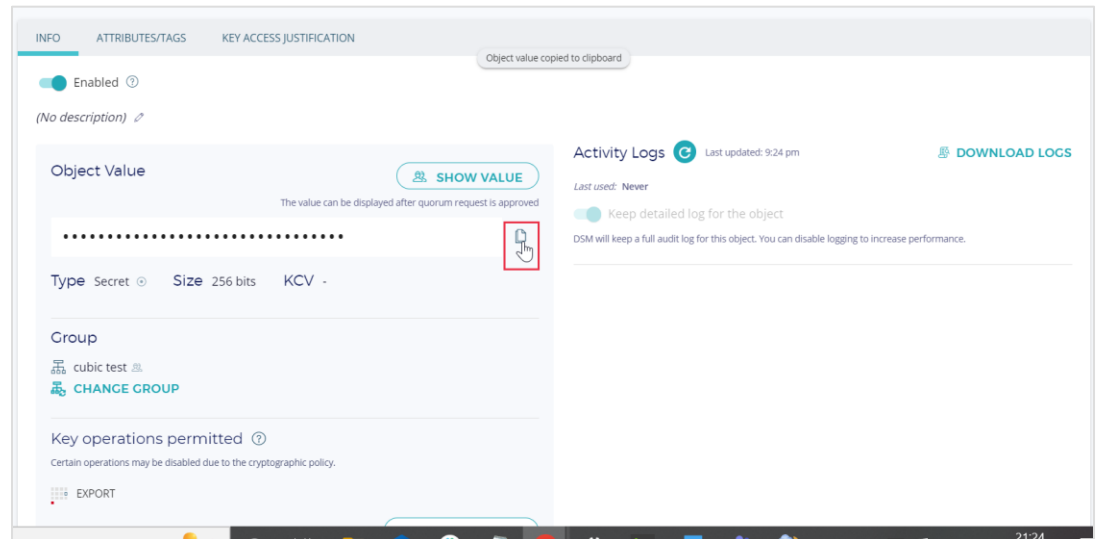 INFO ATTRIBUTES/TAGS KEY ACCESS JUSTIFICATION
Object value copied to clipboard
Enabled
(No description)
Object Value
SHOW VALUE
The value can be displayed after quorum request is approved
••••••••••••••••••••••••••••••••
Type Secret Size 256 bits KCV -
Group
cubic test
CHANGE GROUP
Key operations permitted
Certain operations may be disabled due to the cryptographic policy.
EXPORT
Activity Logs Last updated: 9:24 pm DOWNLOAD LOGS
Last used: Never
Keep detailed log for the object
DSM will keep a full audit log for this object. You can disable logging to increase performance.
21:24